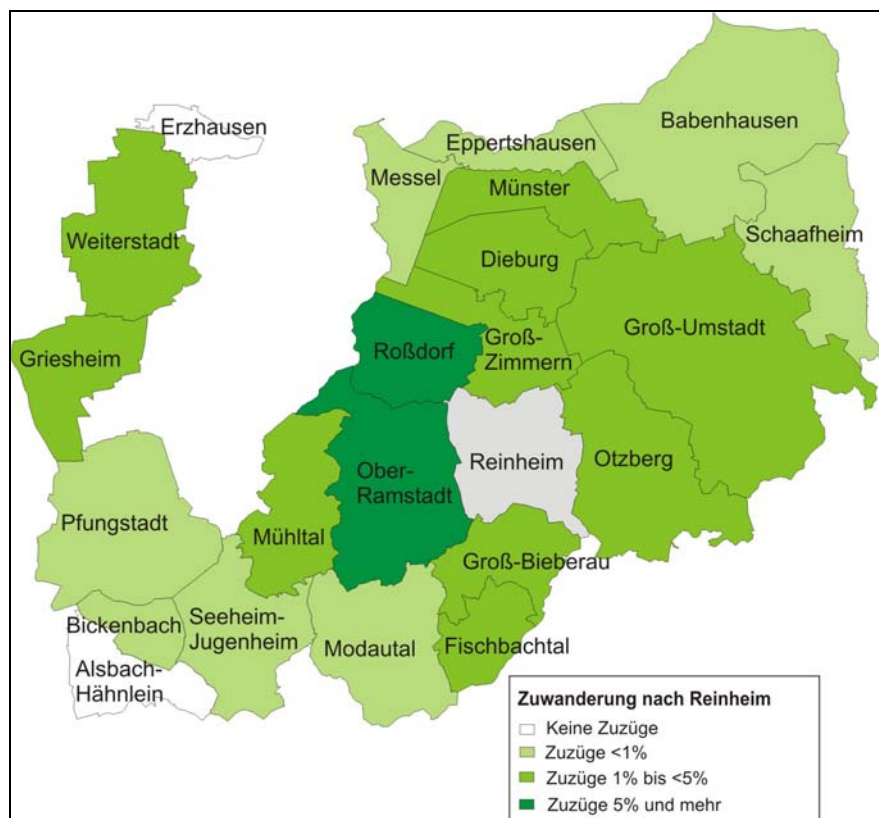 Erzhausen
Babenhausen
Eppertshausen
Messel
Münster
Weiterstadt
Schaafheim
Dieburg
Groß-Umstadt
Griesheim
Roßdorf
Groß-
Zimmern
Ober-
Ramstadt
Reinheim
Otzberg
Pfungstadt
Mühltal
Groß-Bieberau
Bickenbach
Seeheim-
Jugenheim
Modautal
Fischbachtal
Alsbach-
Hähnlein
Zuwanderung nach Reinheim
Keine Zuzüge
Zuzüge <1%
Zuzüge 1% bis <5%
Zuzüge 5% und mehr